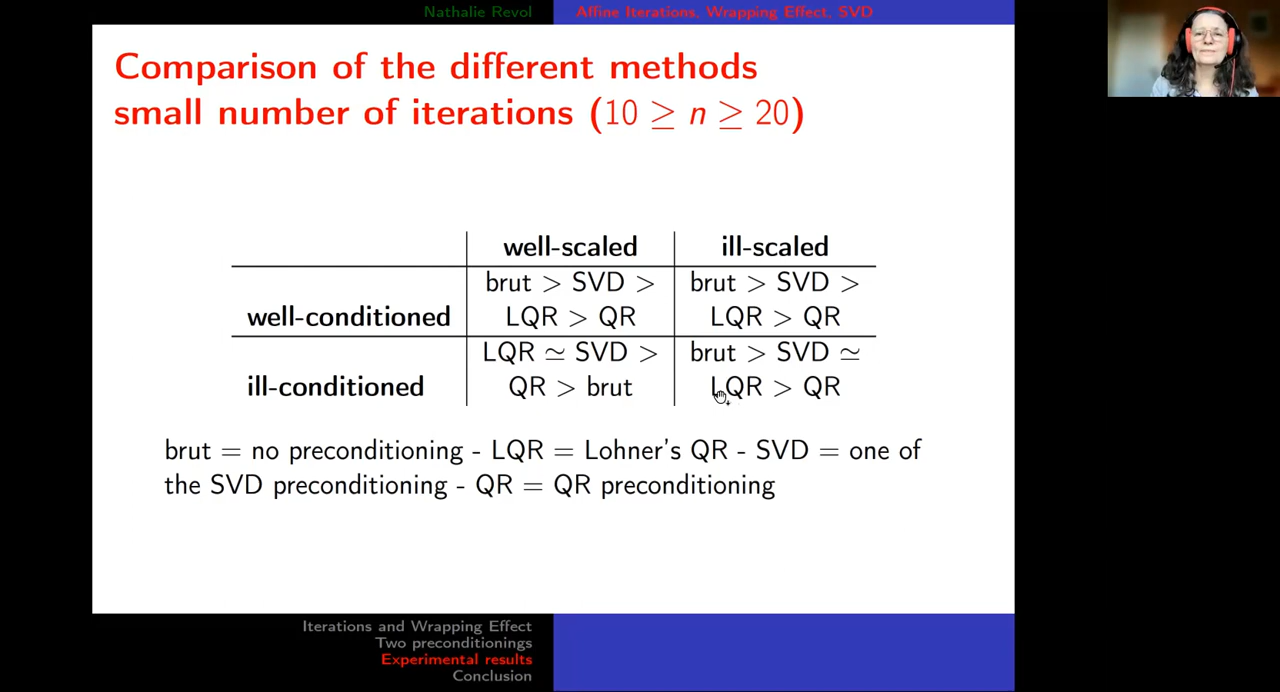 Nathalie Revol
Affine Iterations, Wrapping Effect, SVD
Comparison of the different methods
small number of iterations (10 ≥ n ≥ 20)
well-scaled ill-scaled
brut > SVD > brut > SVD >
well-conditioned LQR > QR LQR > QR
LQR ≃ SVD > brut > SVD ≃
ill-conditioned QR > brut LQR > QR
brut = no preconditioning - LQR = Lohner's QR - SVD = one of
the SVD preconditioning - QR = QR preconditioning
Iterations and Wrapping Effect
Two preconditionings
Experimental results
Conclusion